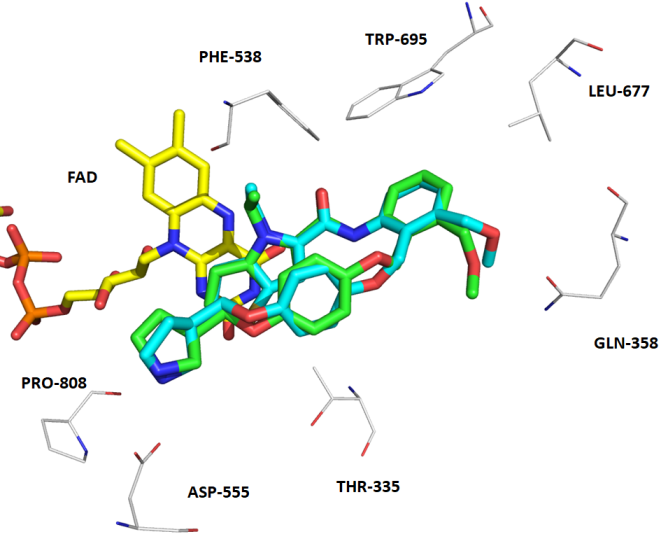 TRP-695
PHE-538
LEU-677
FAD
GLN-358
PRO-808
THR-335
ASP-555